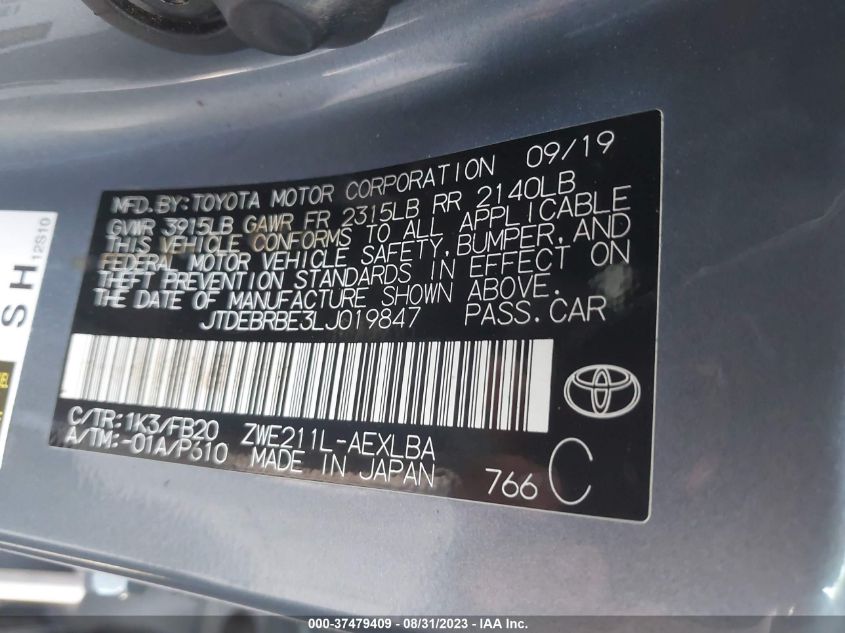 MFD. BY: TOYOTA MOTOR CORPORATION 09/19
GVWR 3915LB GAWR FR 2315LB RR 2140LB
THIS VEHICLE CONFORMS TO ALL APPLICABLE
FEDERAL MOTOR VEHICLE SAFETY, BUMPER, AND
THEFT PREVENTION STANDARDS IN EFFECT ON
THE DATE OF MANUFACTURE SHOWN ABOVE.
JTDEBRBE3LJ019847 PASS. CAR
C/TR: 1K3/FB20 ZWE211L-AEXLBA
A/TM: -01A/P610 MADE IN JAPAN
766 C
SH
12S10
000-37479409 - 08/31/2023 - IAA Inc.